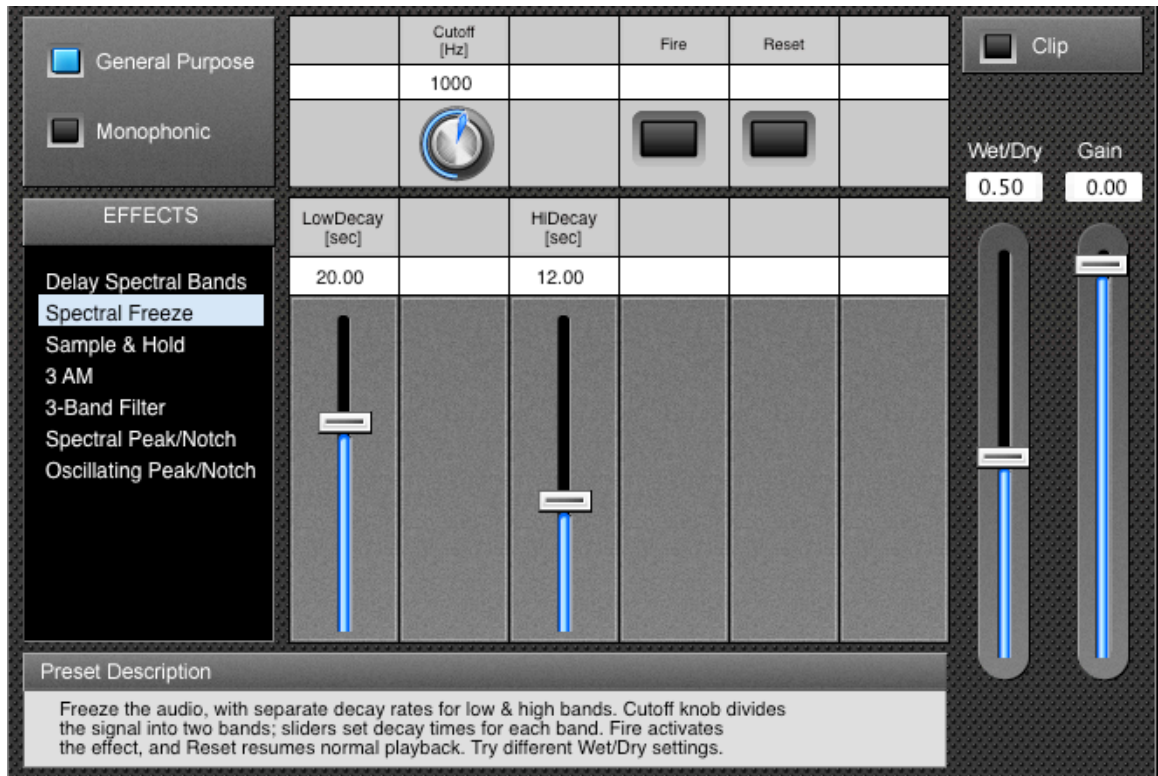 General Purpose
Monophonic
Cutoff
[Hz]
Fire
Reset
1000
Clip
Wet/Dry
Gain
0.50
0.00
EFFECTS
Delay Spectral Bands
Spectral Freeze
Sample & Hold
3 AM
3-Band Filter
Spectral Peak/Notch
Oscillating Peak/Notch
LowDecay
[sec]
HiDecay
[sec]
20.00
12.00
Preset Description
Freeze the audio, with separate decay rates for low & high bands. Cutoff knob divides
the signal into two bands; sliders set decay times for each band. Fire activates
the effect, and Reset resumes normal playback. Try different Wet/Dry settings.